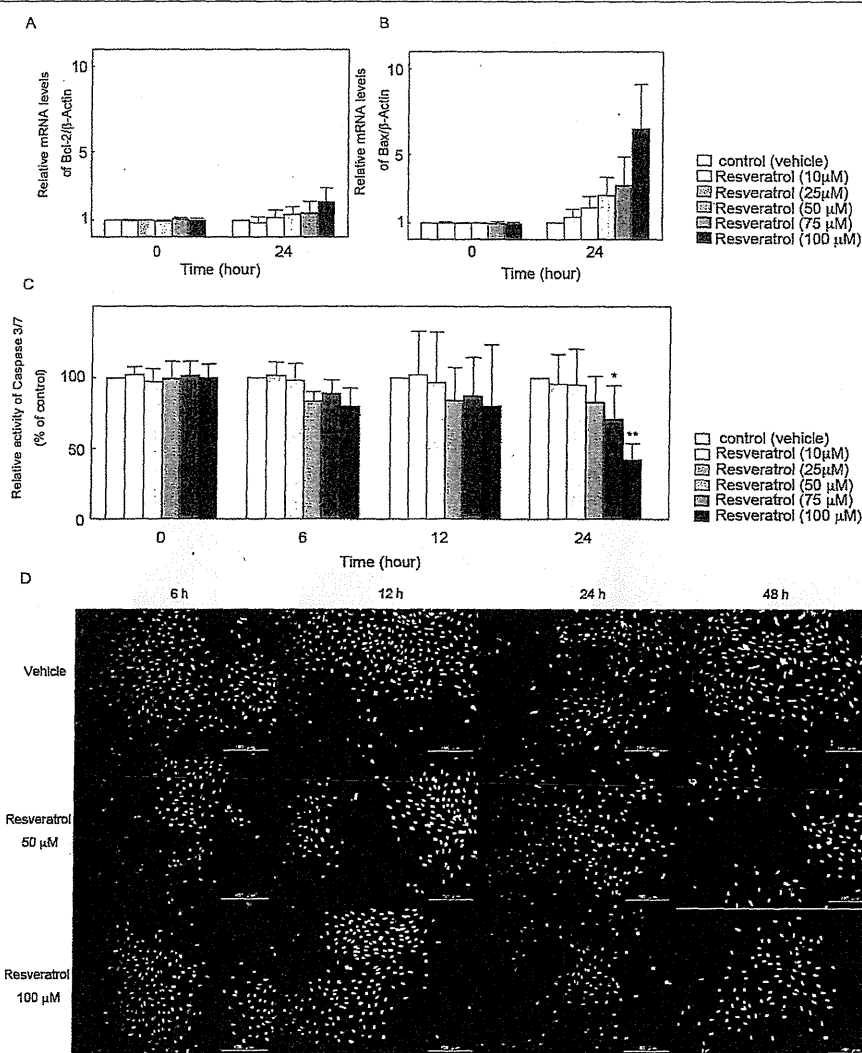 A
Relative mRNA levels
of Bcl-2/β-Actin
10
5
1
0
24
Time (hour)
B
Relative mRNA levels
of Bax/β-Actin
10
5
1
0
24
Time (hour)
control (vehicle)
Resveratrol (10μM)
Resveratrol (25μM)
Resveratrol (50 μM)
Resveratrol (75 μM)
Resveratrol (100 μM)
C
Relative activity of Caspase 3/7
(% of control)
100
50
0
*
**
0
6
12
24
Time (hour)
control (vehicle)
Resveratrol (10μM)
Resveratrol (25μM)
Resveratrol (50 μM)
Resveratrol (75 μM)
Resveratrol (100 μM)
D
6 h
12 h
24 h
48 h
Vehicle
Resveratrol
50 μM
Resveratrol
100 μM